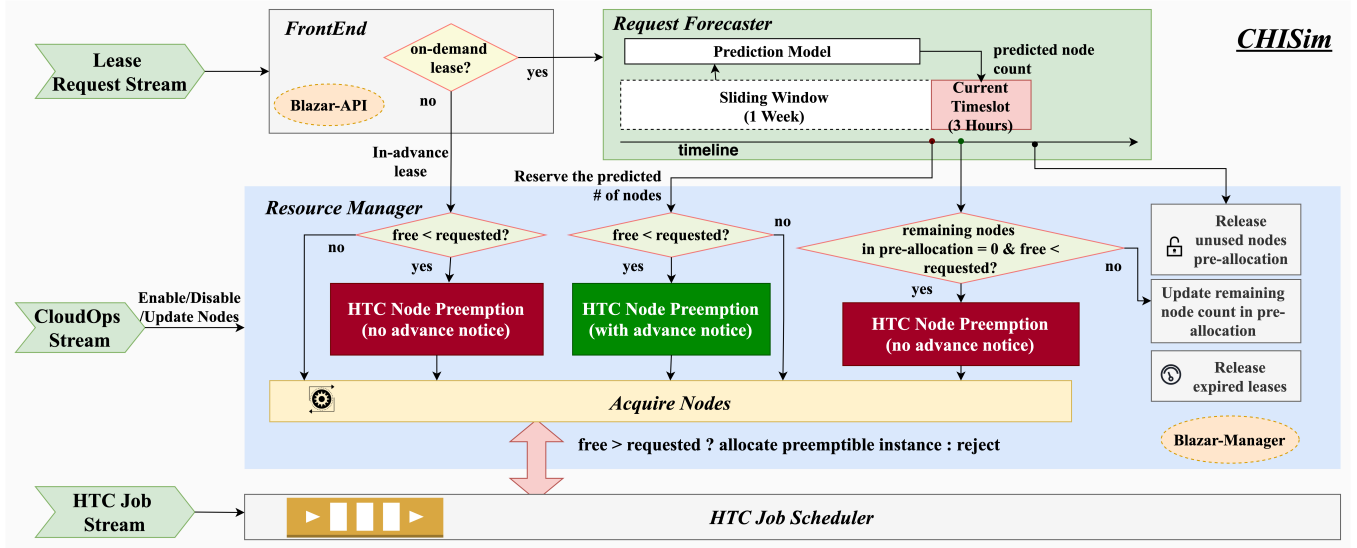 CHISim
Lease
Request Stream
FrontEnd
on-demand
lease?
yes
no
Blazar-API
Request Forecaster
Prediction Model
predicted node
count
Sliding Window
(1 Week)
Current
Timeslot
(3 Hours)
timeline
In-advance
lease
Reserve the predicted
# of nodes
Resource Manager
free < requested?
no
yes
HTC Node Preemption
(no advance notice)
free < requested?
no
yes
HTC Node Preemption
(with advance notice)
remaining nodes
in pre-allocation = 0 & free <
requested?
no
yes
HTC Node Preemption
(no advance notice)
Release
unused nodes
pre-allocation
Update remaining
node count in pre-
allocation
Release
expired leases
Blazar-Manager
CloudOps
Stream
Enable/Disable
/Update Nodes
Acquire Nodes
free > requested ? allocate preemptible instance : reject
HTC Job
Stream
HTC Job Scheduler